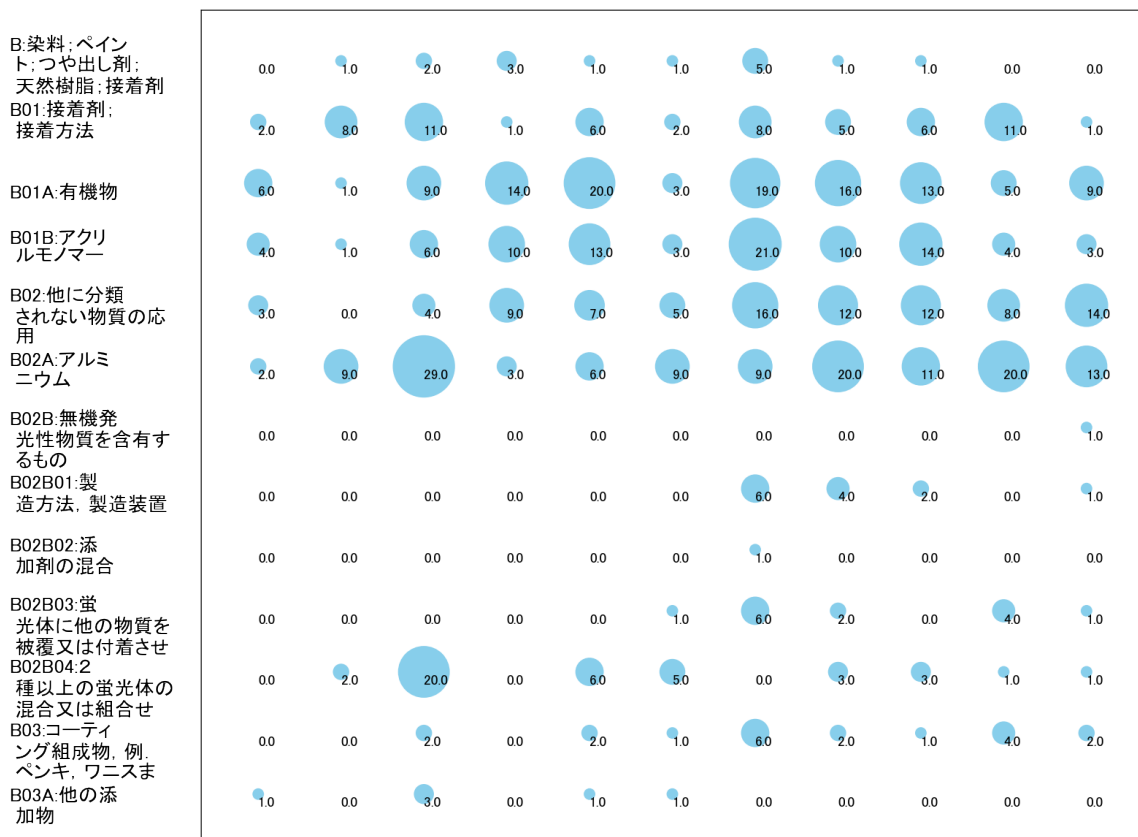 B:染料;ペイン
ト;つや出し剤;
天然樹脂;接着剤
0.0 1.0 2.0 3.0 1.0 1.0 5.0 1.0 1.0 0.0 0.0
B01:接着剤;
接着方法
2.0 8.0 11.0 1.0 6.0 2.0 8.0 5.0 6.0 11.0 1.0
B01A:有機物
6.0 1.0 9.0 14.0 20.0 3.0 19.0 16.0 13.0 5.0 9.0
B01B:アクリ
ルモノマー
4.0 1.0 6.0 10.0 13.0 3.0 21.0 10.0 14.0 4.0 3.0
B02:他に分類
されない物質の応
用
3.0 0.0 4.0 9.0 7.0 5.0 16.0 12.0 12.0 8.0 14.0
B02A:アルミ
ニウム
2.0 9.0 29.0 3.0 6.0 9.0 9.0 20.0 11.0 20.0 13.0
B02B:無機発
光性物質を含有す
るもの
0.0 0.0 0.0 0.0 0.0 0.0 0.0 0.0 0.0 0.0 1.0
B02B01:製
造方法, 製造装置
0.0 0.0 0.0 0.0 0.0 0.0 6.0 4.0 2.0 0.0 1.0
B02B02:添
加剤の混合
0.0 0.0 0.0 0.0 0.0 0.0 1.0 0.0 0.0 0.0 0.0
B02B03:蛍
光体に他の物質を
被覆又は付着させ
0.0 0.0 0.0 0.0 0.0 1.0 6.0 2.0 0.0 4.0 1.0
B02B04:2
種以上の蛍光体の
混合又は組合せ
0.0 2.0 20.0 0.0 6.0 5.0 0.0 3.0 3.0 1.0 1.0
B03:コーティ
ング組成物, 例.
ペンキ, ワニスま
0.0 0.0 2.0 0.0 2.0 1.0 6.0 2.0 1.0 4.0 2.0
B03A:他の添
加物
1.0 0.0 3.0 0.0 1.0 1.0 0.0 0.0 0.0 0.0 0.0